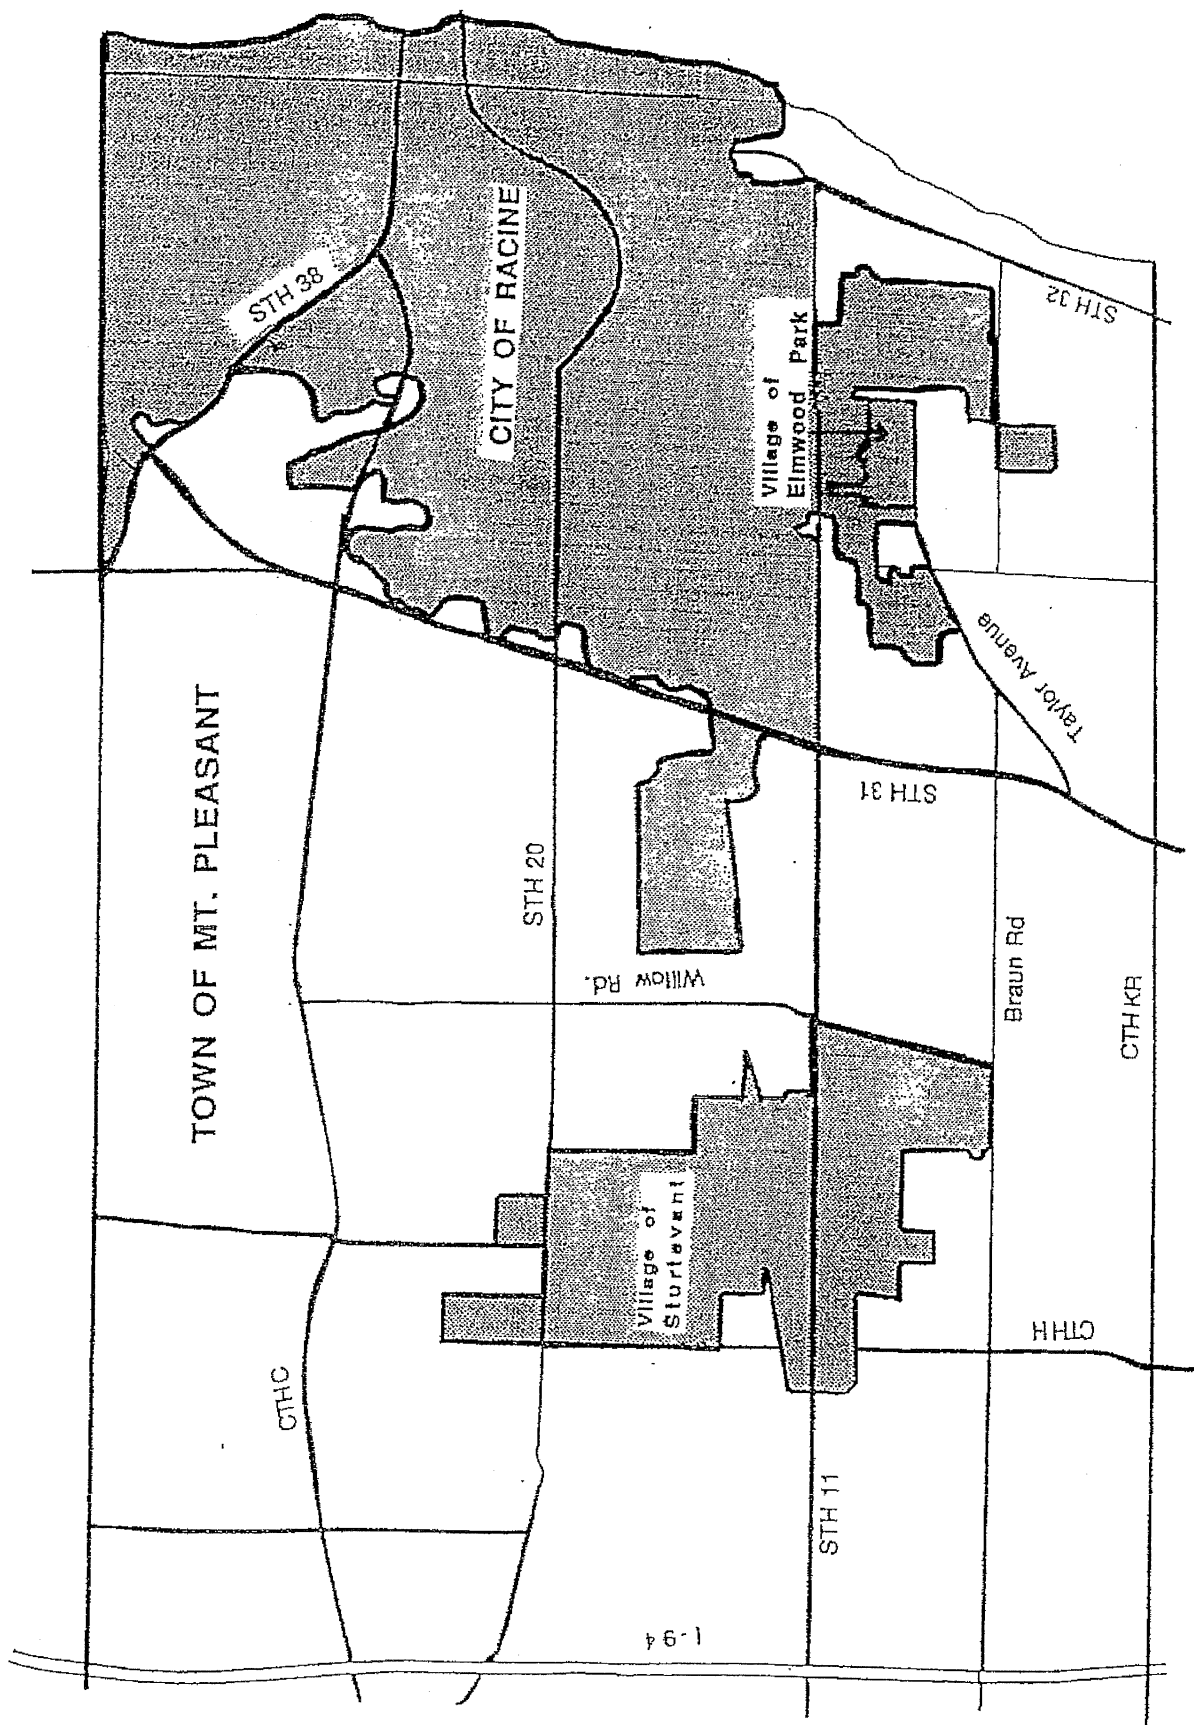 TOWN OF MT. PLEASANT
STH 38
CITY OF RACINE
CTH C
STH 20
Willow Rd.
Village of
Sturtevant
Village of
Elmwood Park
I-94
STH 11
STH 31
Taylor Avenue
STH 32
Braun Rd
CTH H
CTH KR